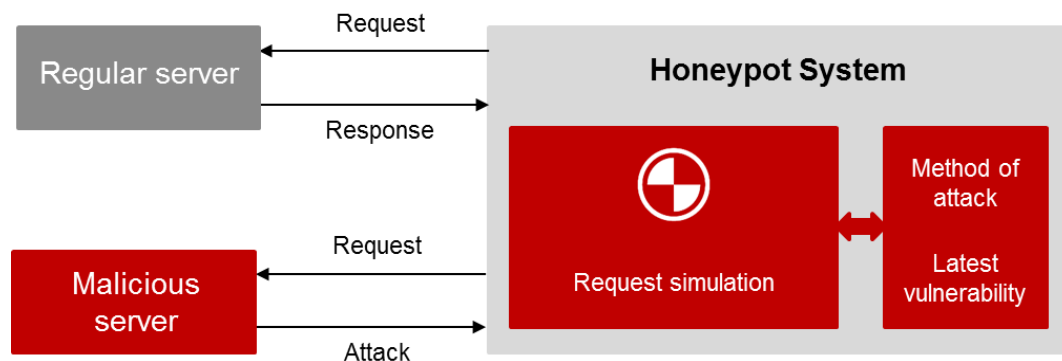 Request
Regular server
Response
Honeypot System
Method of
attack
Request simulation
Latest
vulnerability
Request
Malicious
server
Attack